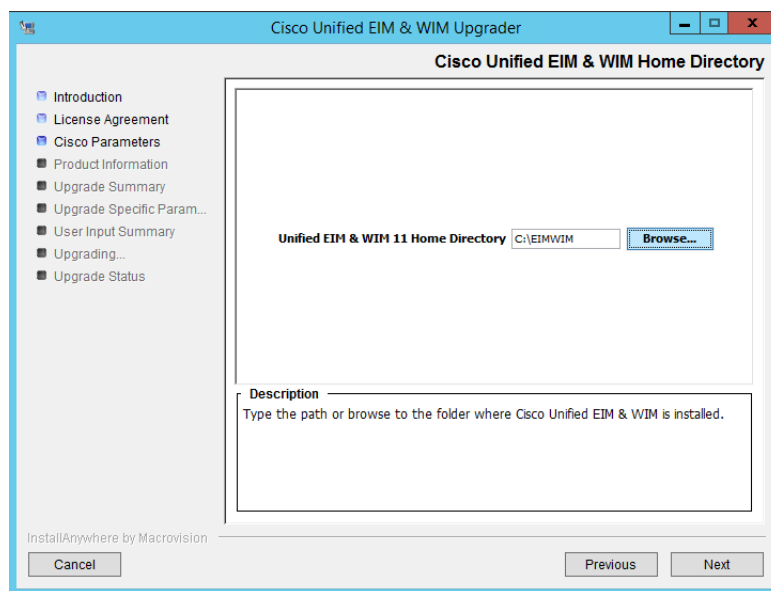 Cisco Unified EIM & WIM Upgrader
Cisco Unified EIM & WIM Home Directory
Introduction
License Agreement
Cisco Parameters
Product Information
Upgrade Summary
Upgrade Specific Param...
User Input Summary
Upgrading...
Upgrade Status
Unified EIM & WIM 11 Home Directory C:\EIMWIM Browse...
Description
Type the path or browse to the folder where Cisco Unified EIM & WIM is installed.
InstallAnywhere by Macrovision
Cancel Previous Next